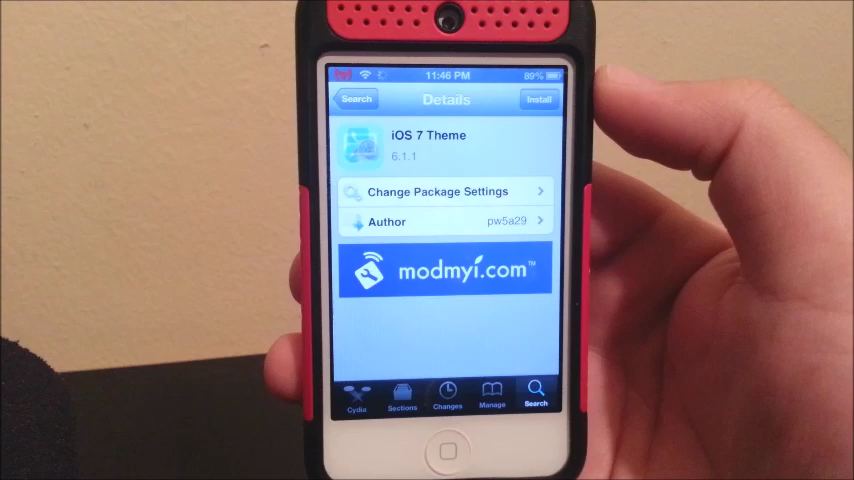 11:46 PM
89%
Search
Details
Install
iOS 7 Theme
6.1.1
Change Package Settings
Author
pw5a29
modmyi.com™
Cydia
Sections
Changes
Manage
Search